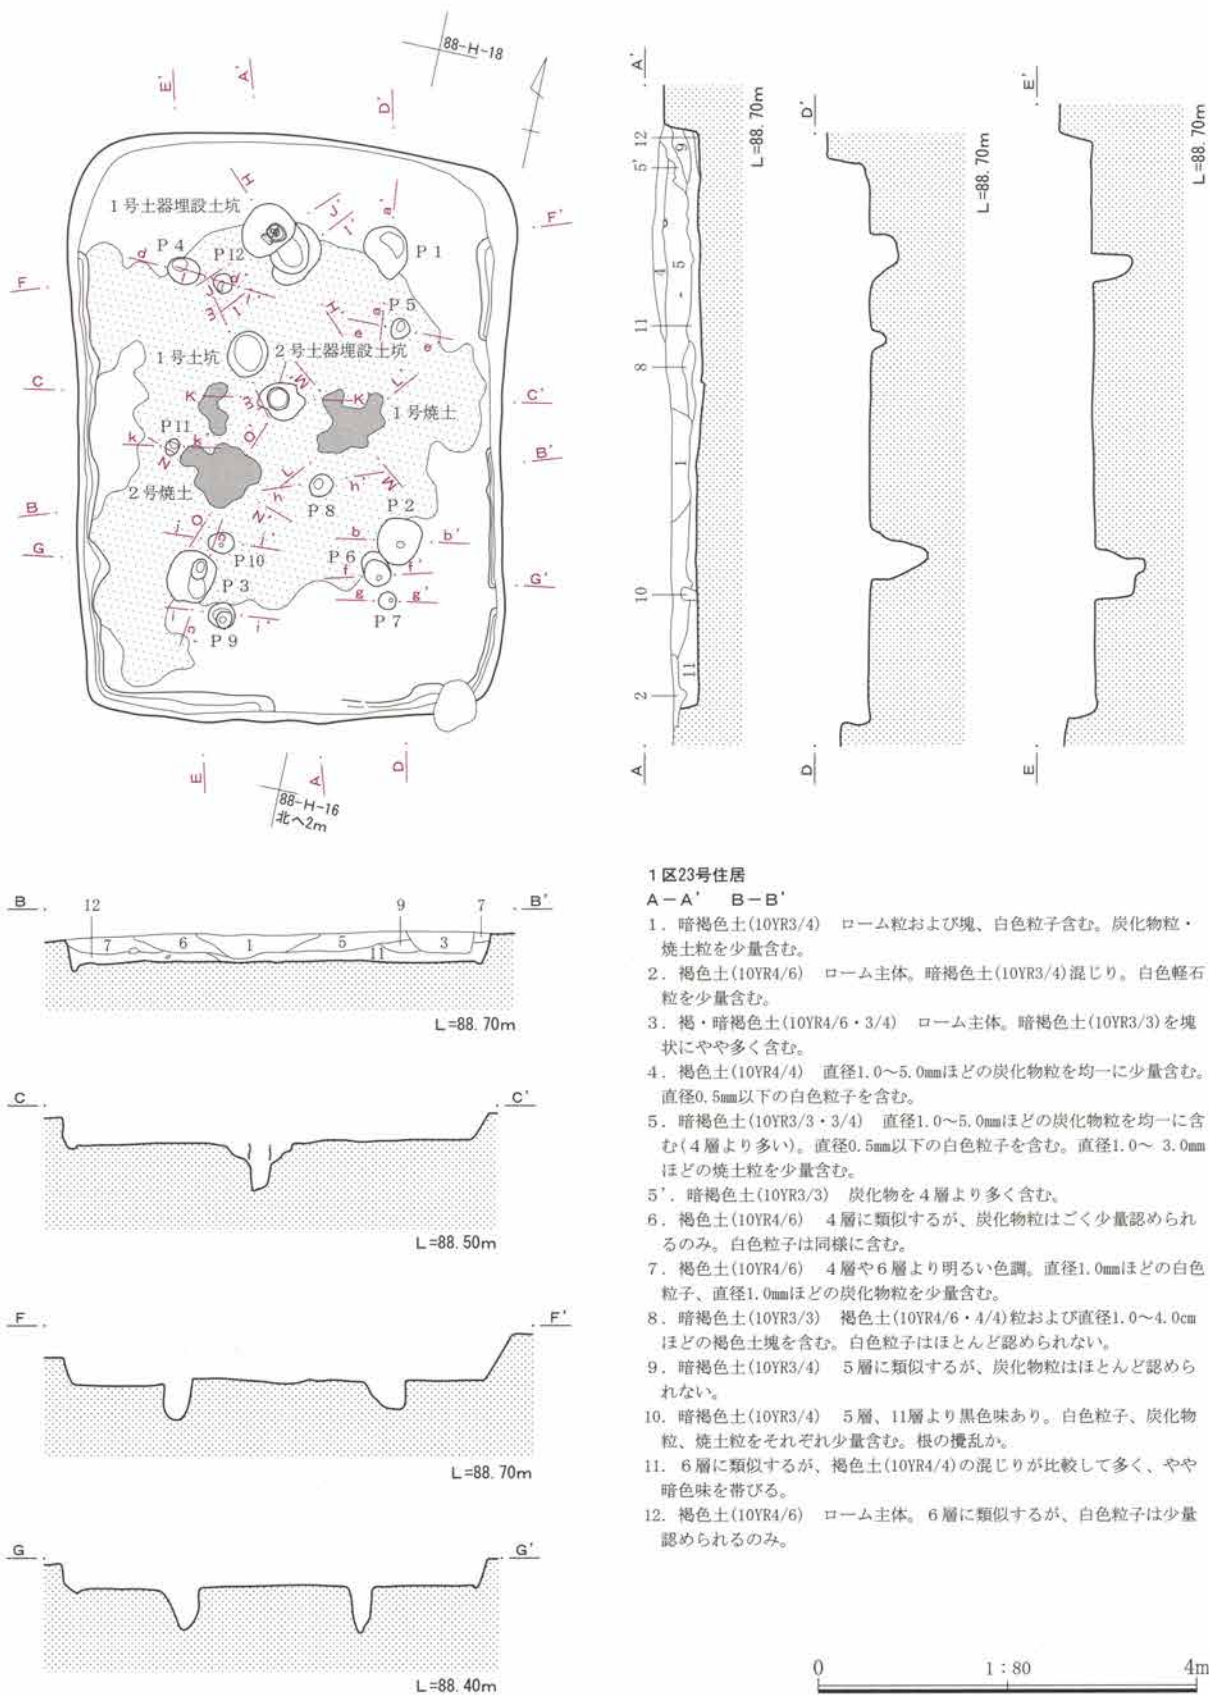 88-H-18
E'
A'
D'
1号土器埋設土坑
H
J'
I'
a'
F'
P4
d
P12
P1
F
d'
P5
H'
a
e
e'
1号土坑
2号土器埋設土坑
M'
L'
C
K
K'
C'
1号焼土
O'
P11
k
k'
N
B'
L
h
h'
M
2号焼土
P8
P2
B
O
N'
j
j'
b
b'
G
P10
P6
f
f'
G'
P3
g
g'
P7
i
i'
c'
P9
E
A
D
88-H-16
北へ2m
A'
12
9
5'
L=88.70m
4
5
11
8
1
10
11
2
A
D'
L=88.70m
D
E'
L=88.70m
E
B
12
9
7
B'
7
6
1
5
11
3
L=88.70m
C
C'
L=88.50m
F
F'
L=88.70m
G
G'
L=88.40m
1区23号住居
A-A' B-B'
1. 暗褐色土(10YR3/4) ローム粒および塊、白色粒子含む。炭化物粒・
焼土粒を少量含む。
2. 褐色土(10YR4/6) ローム主体。暗褐色土(10YR3/4)混じり。白色軽石
粒を少量含む。
3. 褐・暗褐色土(10YR4/6・3/4) ローム主体。暗褐色土(10YR3/3)を塊
状にやや多く含む。
4. 褐色土(10YR4/4) 直径1.0～5.0㎜ほどの炭化物粒を均一に少量含む。
直径0.5㎜以下の白色粒子を含む。
5. 暗褐色土(10YR3/3・3/4) 直径1.0～5.0㎜ほどの炭化物粒を均一に含
む(4層より多い)。直径0.5㎜以下の白色粒子を含む。直径1.0～ 3.0㎜
ほどの焼土粒を少量含む。
5'. 暗褐色土(10YR3/3) 炭化物を4層より多く含む。
6. 褐色土(10YR4/6) 4層に類似するが、炭化物粒はごく少量認められ
るのみ。白色粒子は同様に含む。
7. 褐色土(10YR4/6) 4層や6層より明るい色調。直径1.0㎜ほどの白色
粒子、直径1.0㎜ほどの炭化物粒を少量含む。
8. 暗褐色土(10YR3/3) 褐色土(10YR4/6・4/4)粒および直径1.0～4.0㎝
ほどの褐色土塊を含む。白色粒子はほとんど認められない。
9. 暗褐色土(10YR3/4) 5層に類似するが、炭化物粒はほとんど認めら
れない。
10. 暗褐色土(10YR3/4) 5層、11層より黒色味あり。白色粒子、炭化物
粒、焼土粒をそれぞれ少量含む。根の攪乱か。
11. 6層に類似するが、褐色土(10YR4/4)の混じりが比較して多く、やや
暗色味を帯びる。
12. 褐色土(10YR4/6) ローム主体。6層に類似するが、白色粒子は少量
認められるのみ。
0 1：80 4m